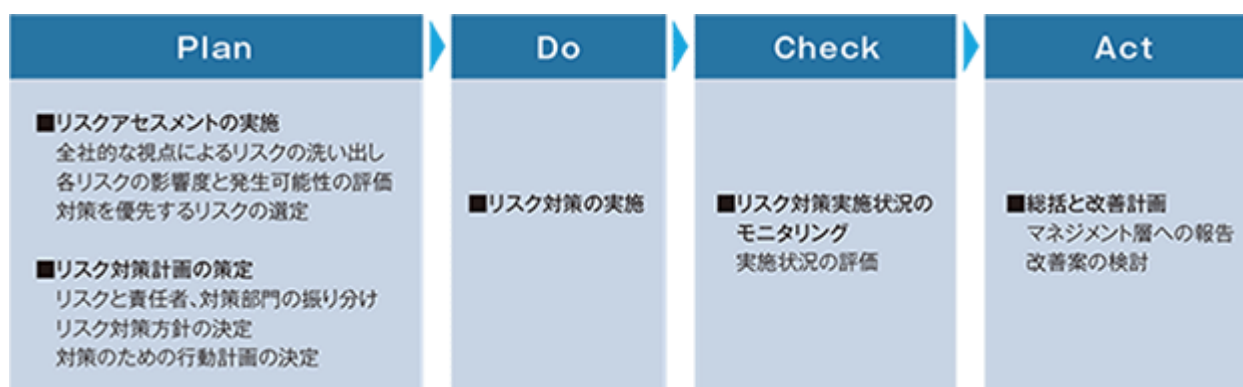 Plan
■リスクアセスメントの実施
全社的な視点によるリスクの洗い出し
各リスクの影響度と発生可能性の評価
対策を優先するリスクの選定
■リスク対策計画の策定
リスクと責任者、対策部門の振り分け
リスク対策方針の決定
対策のための行動計画の決定
Do
■リスク対策の実施
Check
■リスク対策実施状況の
モニタリング
実施状況の評価
Act
■総括と改善計画
マネジメント層への報告
改善案の検討